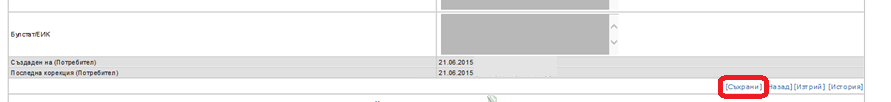 Булстат/ЕИК
Създаден на (Потребител) 21.06.2015
Последна корекция (Потребител) 21.06.2015
[Съхрани] [Назад] [Изтрий] [История]